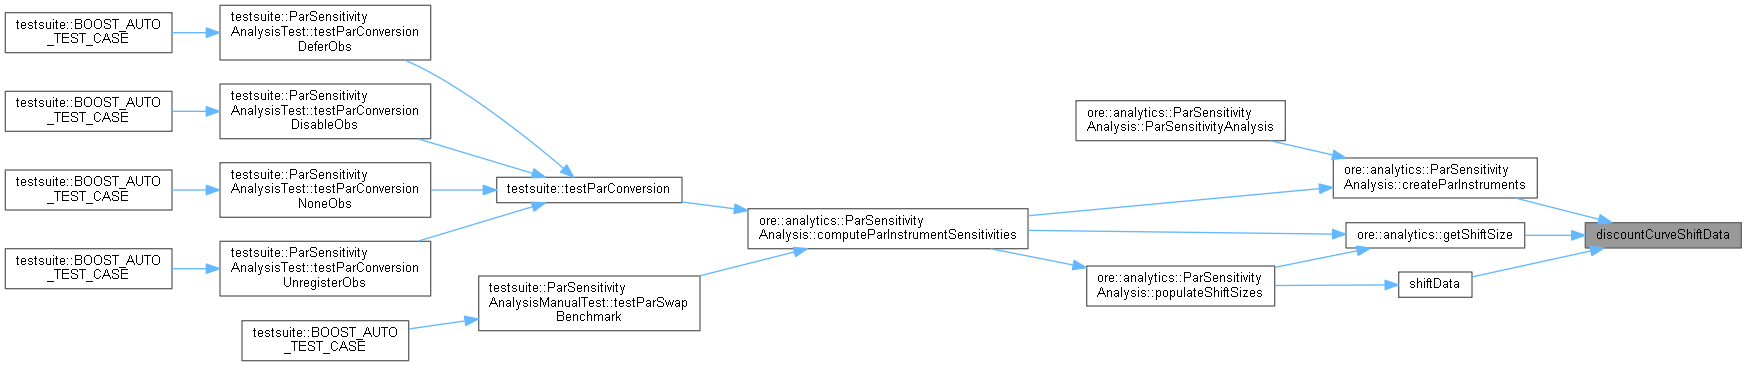 testsuite::BOOST_AUTO
_TEST_CASE
testsuite::ParSensitivity
AnalysisTest::testParConversion
DeferObs
testsuite::BOOST_AUTO
_TEST_CASE
testsuite::ParSensitivity
AnalysisTest::testParConversion
DisableObs
testsuite::BOOST_AUTO
_TEST_CASE
testsuite::ParSensitivity
AnalysisTest::testParConversion
NoneObs
testsuite::BOOST_AUTO
_TEST_CASE
testsuite::ParSensitivity
AnalysisTest::testParConversion
UnregisterObs
testsuite::BOOST_AUTO
_TEST_CASE
testsuite::testParConversion
testsuite::ParSensitivity
AnalysisManualTest::testParSwap
Benchmark
ore::analytics::ParSensitivity
Analysis::computeParInstrumentSensitivities
ore::analytics::ParSensitivity
Analysis::ParSensitivityAnalysis
ore::analytics::ParSensitivity
Analysis::createParInstruments
ore::analytics::getShiftSize
ore::analytics::ParSensitivity
Analysis::populateShiftSizes
shiftData
discountCurveShiftData